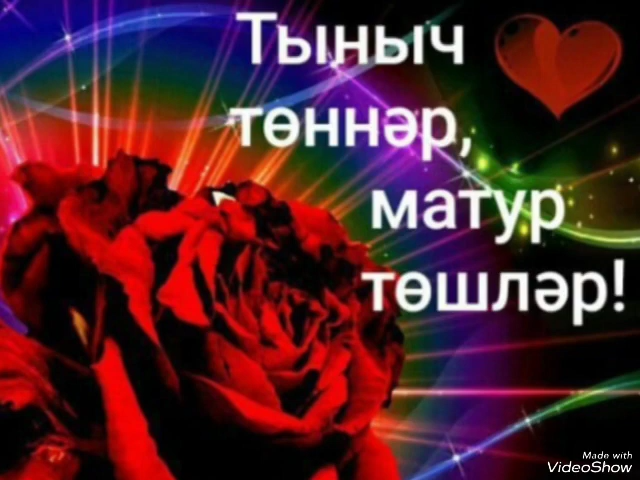 Тыныч
төннәр,
матур
төшләр!
Made with
VideoShow